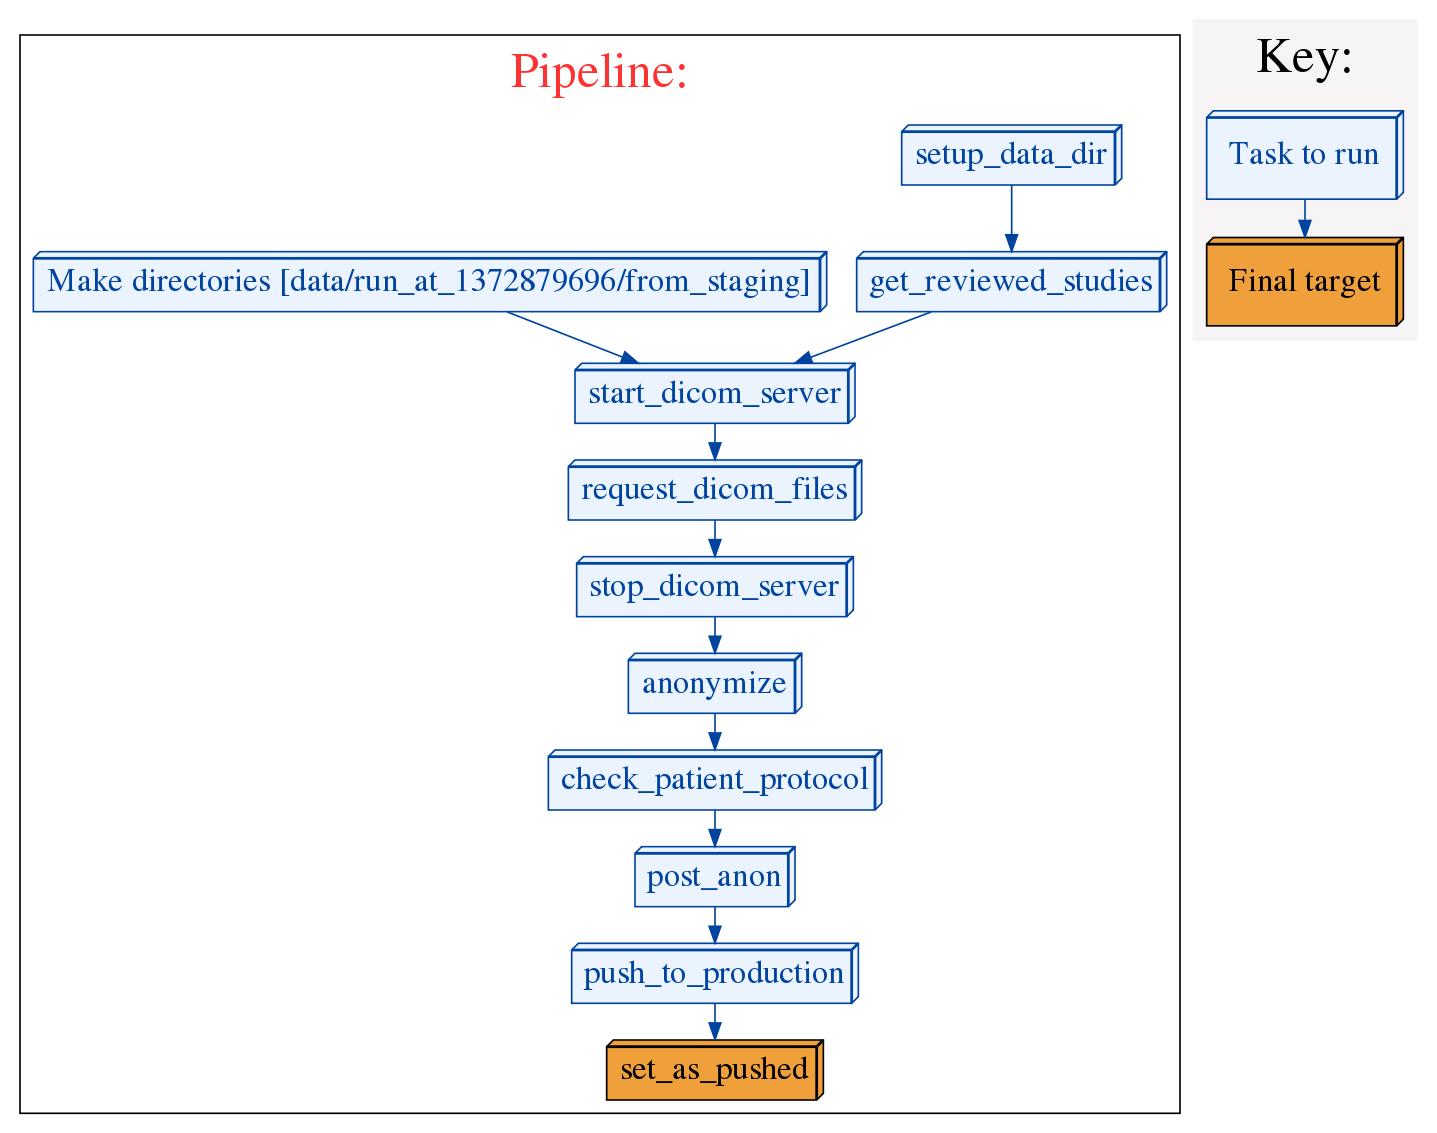 Pipeline:
setup_data_dir
Make directories [data/run_at_1372879696/from_staging]
get_reviewed_studies
start_dicom_server
request_dicom_files
stop_dicom_server
anonymize
check_patient_protocol
post_anon
push_to_production
set_as_pushed
Key:
Task to run
Final target